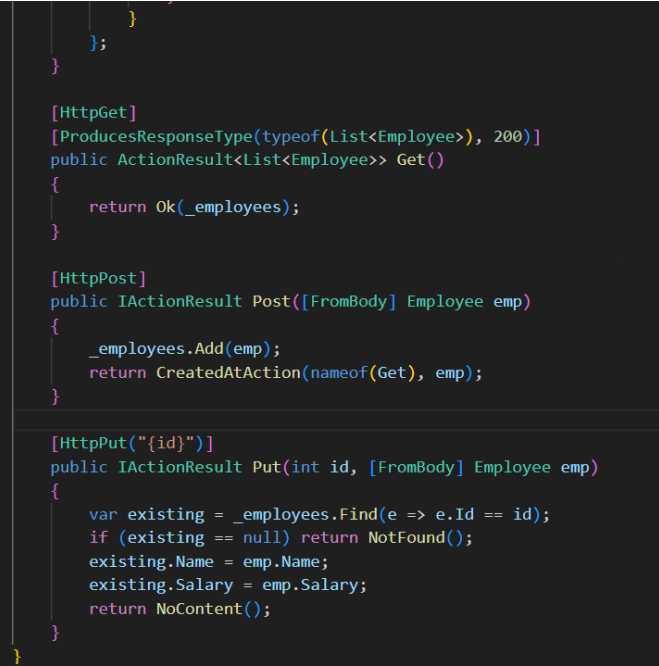 }
};
}
[HttpGet]
[ProducesResponseType(typeof(List<Employee>), 200)]
public ActionResult<List<Employee>> Get()
{
return Ok(_employees);
}
[HttpPost]
public IActionResult Post([FromBody] Employee emp)
{
_employees.Add(emp);
return CreatedAtAction(nameof(Get), emp);
}
[HttpPut("{id}")]
public IActionResult Put(int id, [FromBody] Employee emp)
{
var existing = _employees.Find(e => e.Id == id);
if (existing == null) return NotFound();
existing.Name = emp.Name;
existing.Salary = emp.Salary;
return NoContent();
}
}